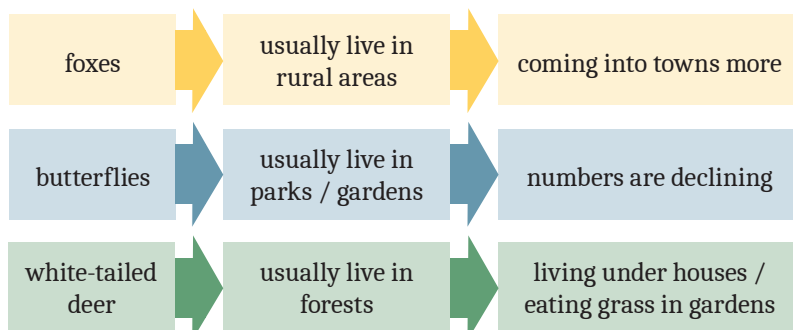 foxes
usually live in
rural areas
coming into towns more
butterflies
usually live in
parks / gardens
numbers are declining
white-tailed
deer
usually live in
forests
living under houses /
eating grass in gardens